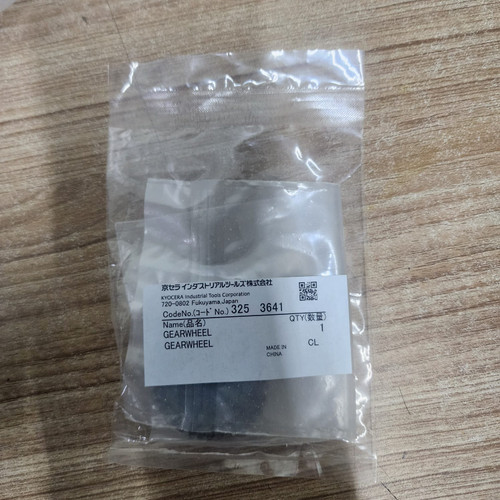 京セラ インダストリアルツールズ株式会社
KYOCERA Industrial Tools Corporation
720-0802 Fukuyama,Japan
CodeNo.(コード No.) 325 3641
Name(品名) QTY(数量)
GEARWHEEL 1
GEARWHEEL MADE IN CHINA CL